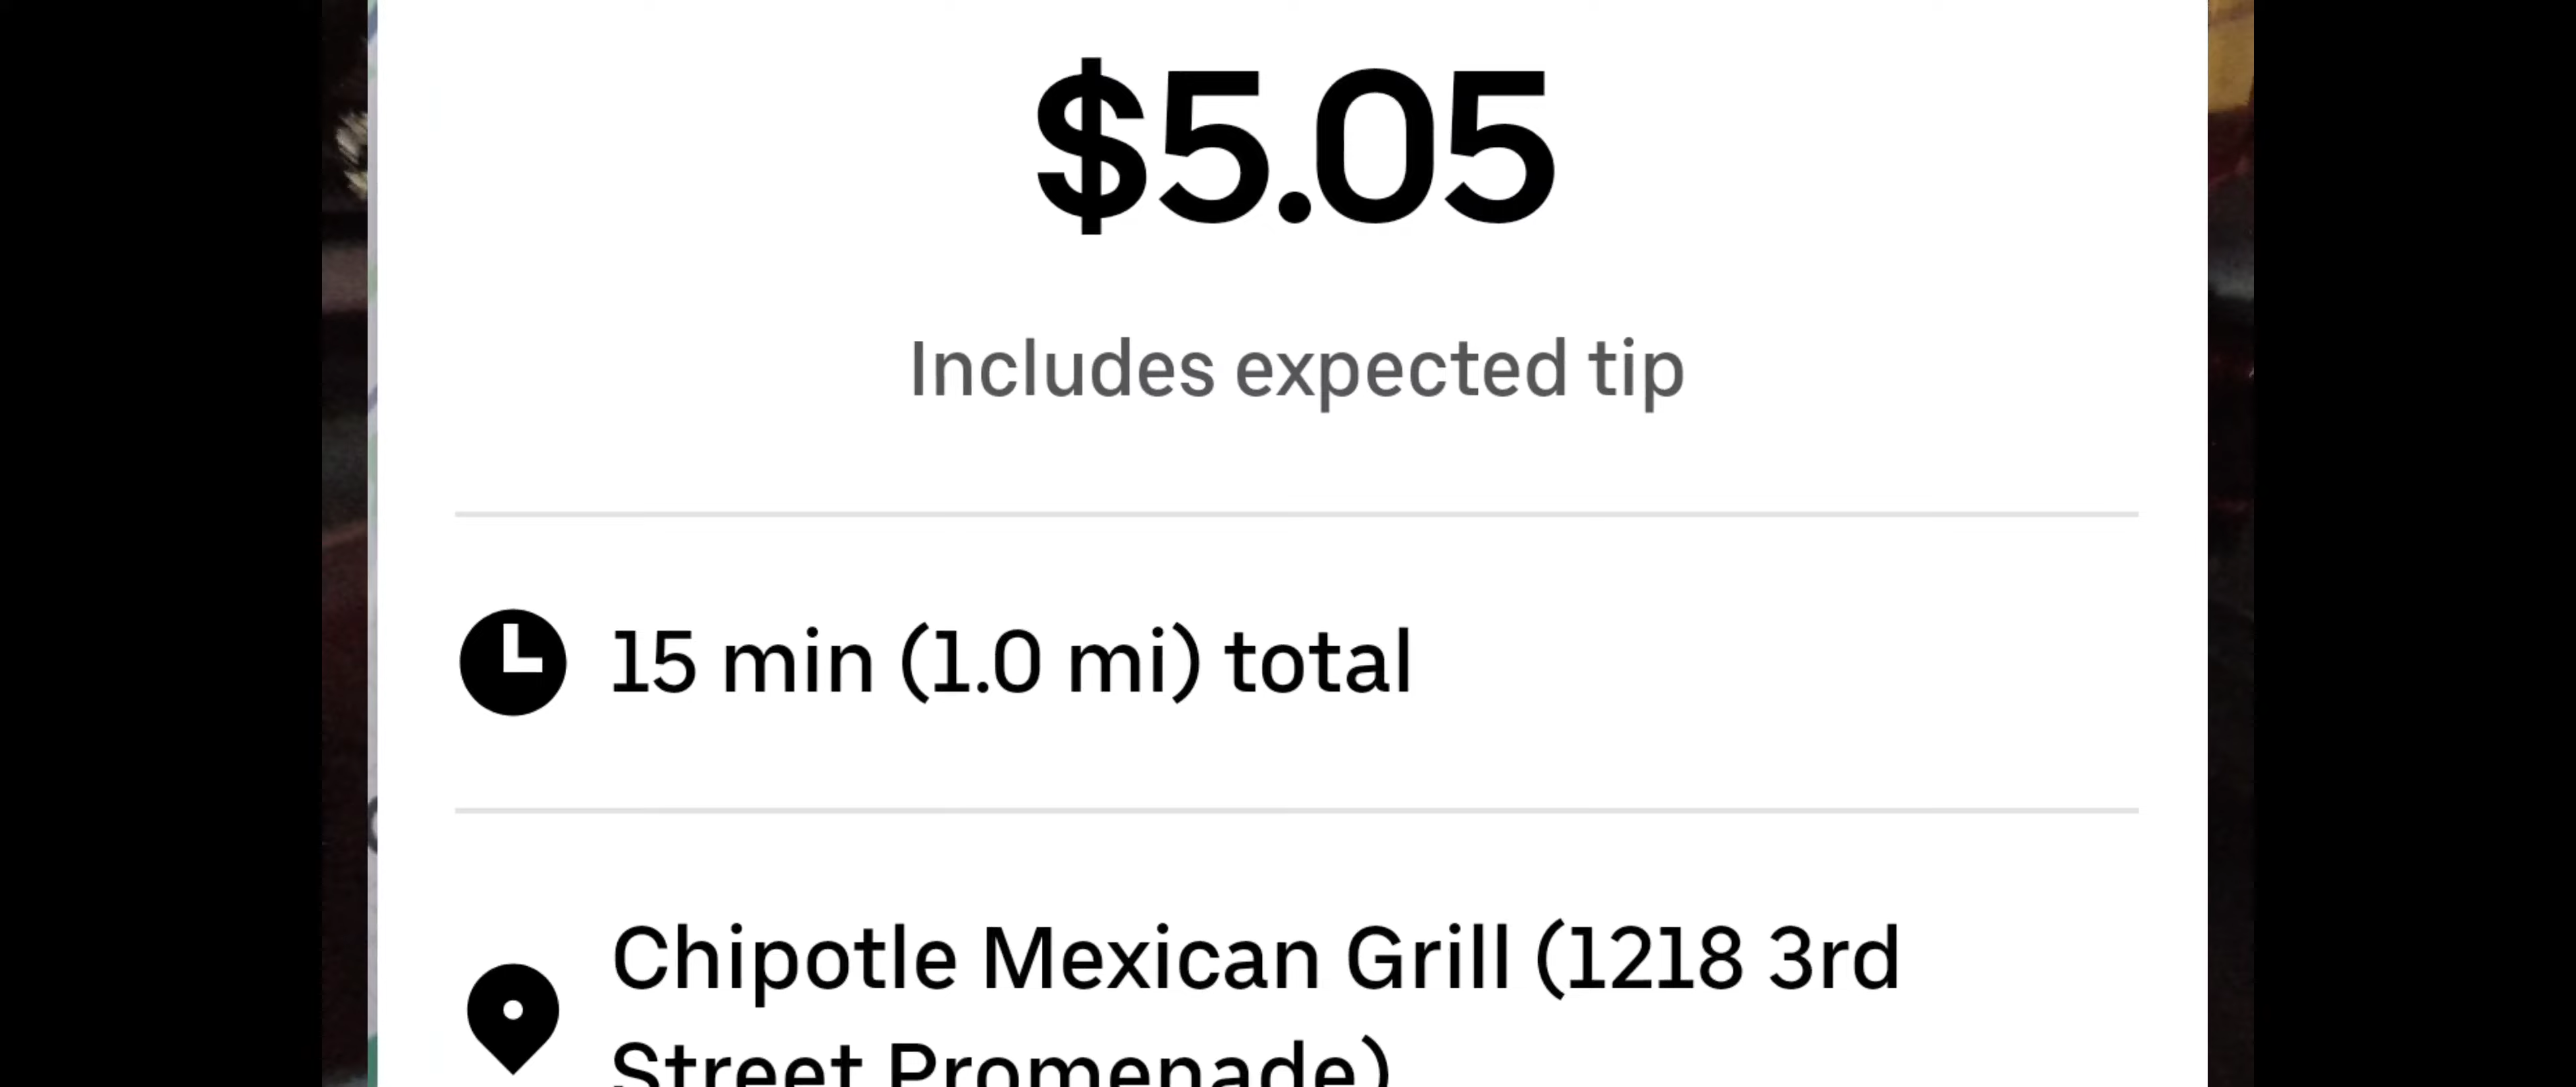 $5.05
Includes expected tip
15 min (1.0 mi) total
Chipotle Mexican Grill (1218 3rd
Street Promenade)